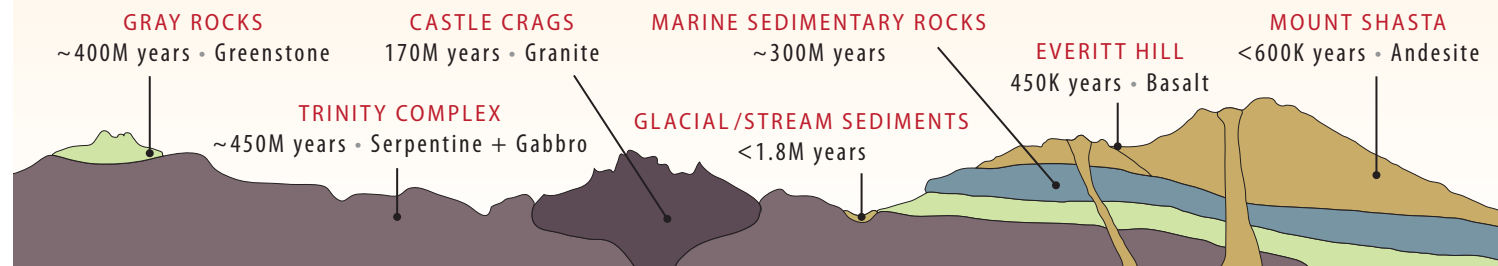 GRAY ROCKS
~400M years • Greenstone
CASTLE CRAGS
170M years • Granite
MARINE SEDIMENTARY ROCKS
~300M years
EVERITT HILL
450K years • Basalt
MOUNT SHASTA
<600K years • Andesite
TRINITY COMPLEX
~450M years • Serpentine + Gabbro
GLACIAL/STREAM SEDIMENTS
<1.8M years